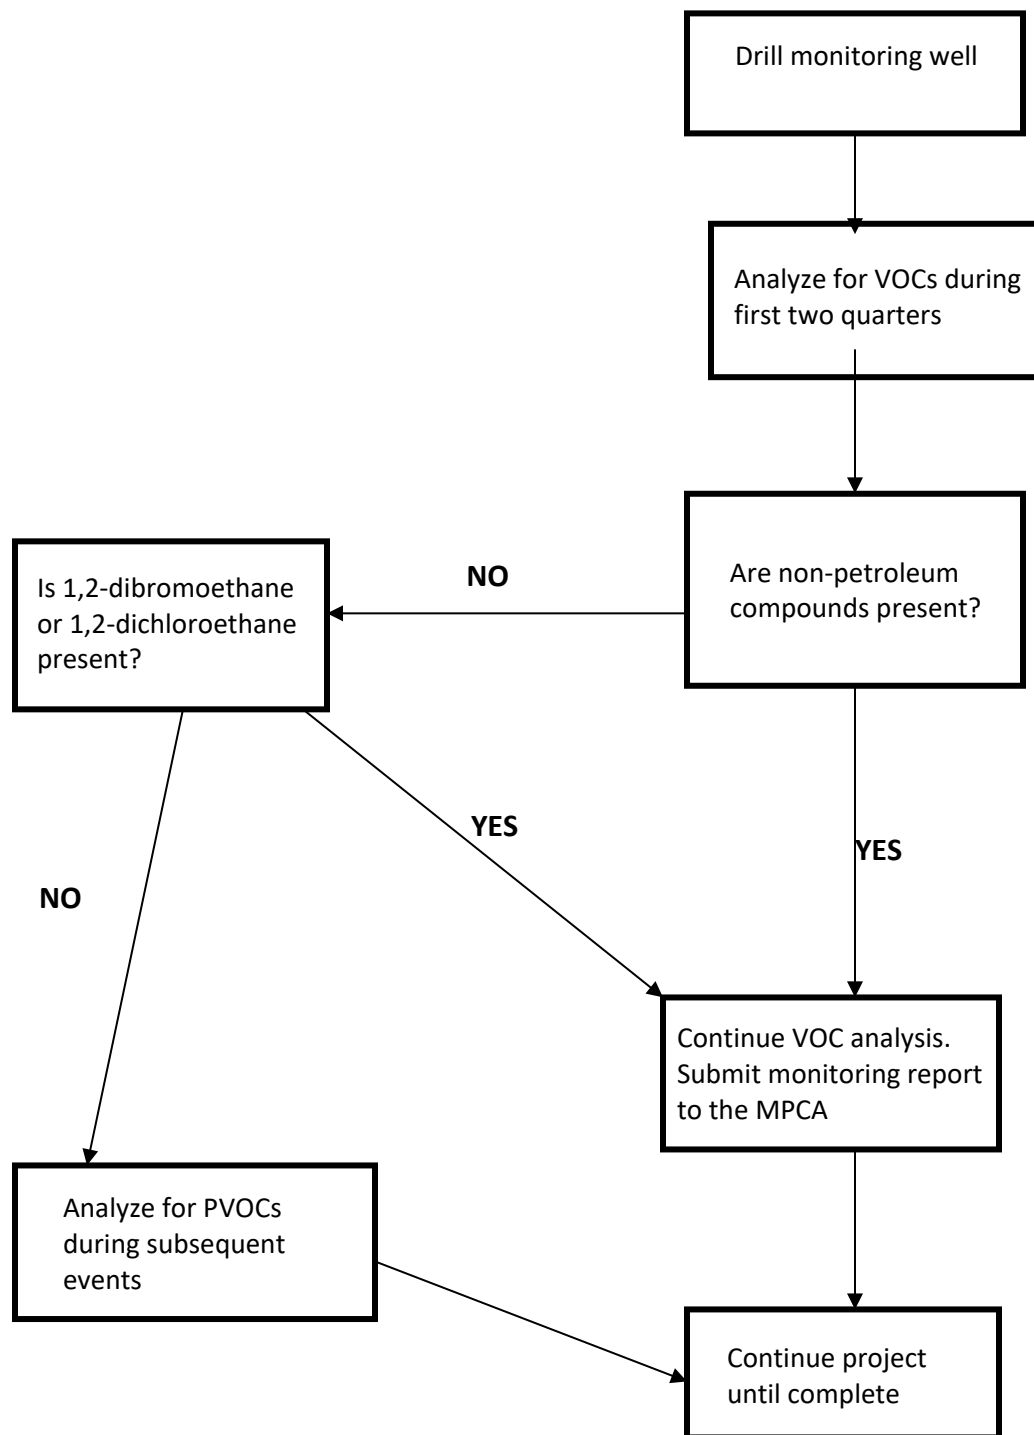 Drill monitoring well
Analyze for VOCs during
first two quarters
Are non-petroleum
compounds present?
NO
Is 1,2-dibromoethane
or 1,2-dichloroethane
present?
YES
YES
NO
Continue VOC analysis.
Submit monitoring report
to the MPCA
Analyze for PVOCs
during subsequent
events
Continue project
until complete